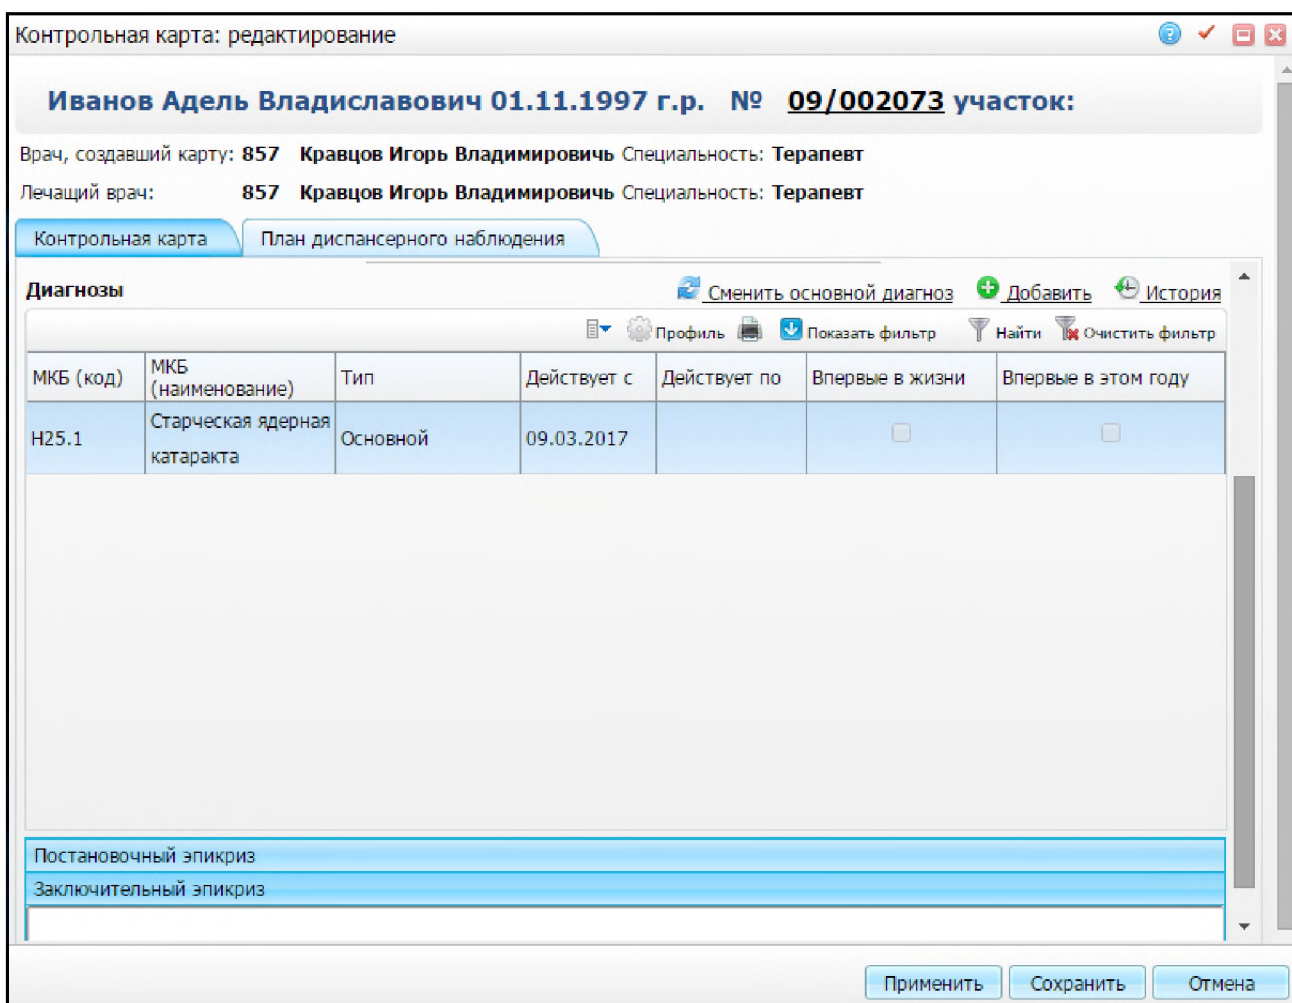 Контрольная карта: редактирование
Иванов Адель Владиславович 01.11.1997 г.р. № 09/002073 участок:
Врач, создавший карту: 857 Кравцов Игорь Владимировичь Специальность: Терапевт
Лечащий врач: 857 Кравцов Игорь Владимировичь Специальность: Терапевт
Контрольная карта План диспансерного наблюдения
Диагнозы Сменить основной диагноз Добавить История
Профиль Показать фильтр Найти Очистить фильтр
МКБ (код) МКБ (наименование) Тип Действует с Действует по Впервые в жизни Впервые в этом году
H25.1 Старческая ядерная катаракта Основной 09.03.2017
Постановочный эпикриз
Заключительный эпикриз
Применить Сохранить Отмена